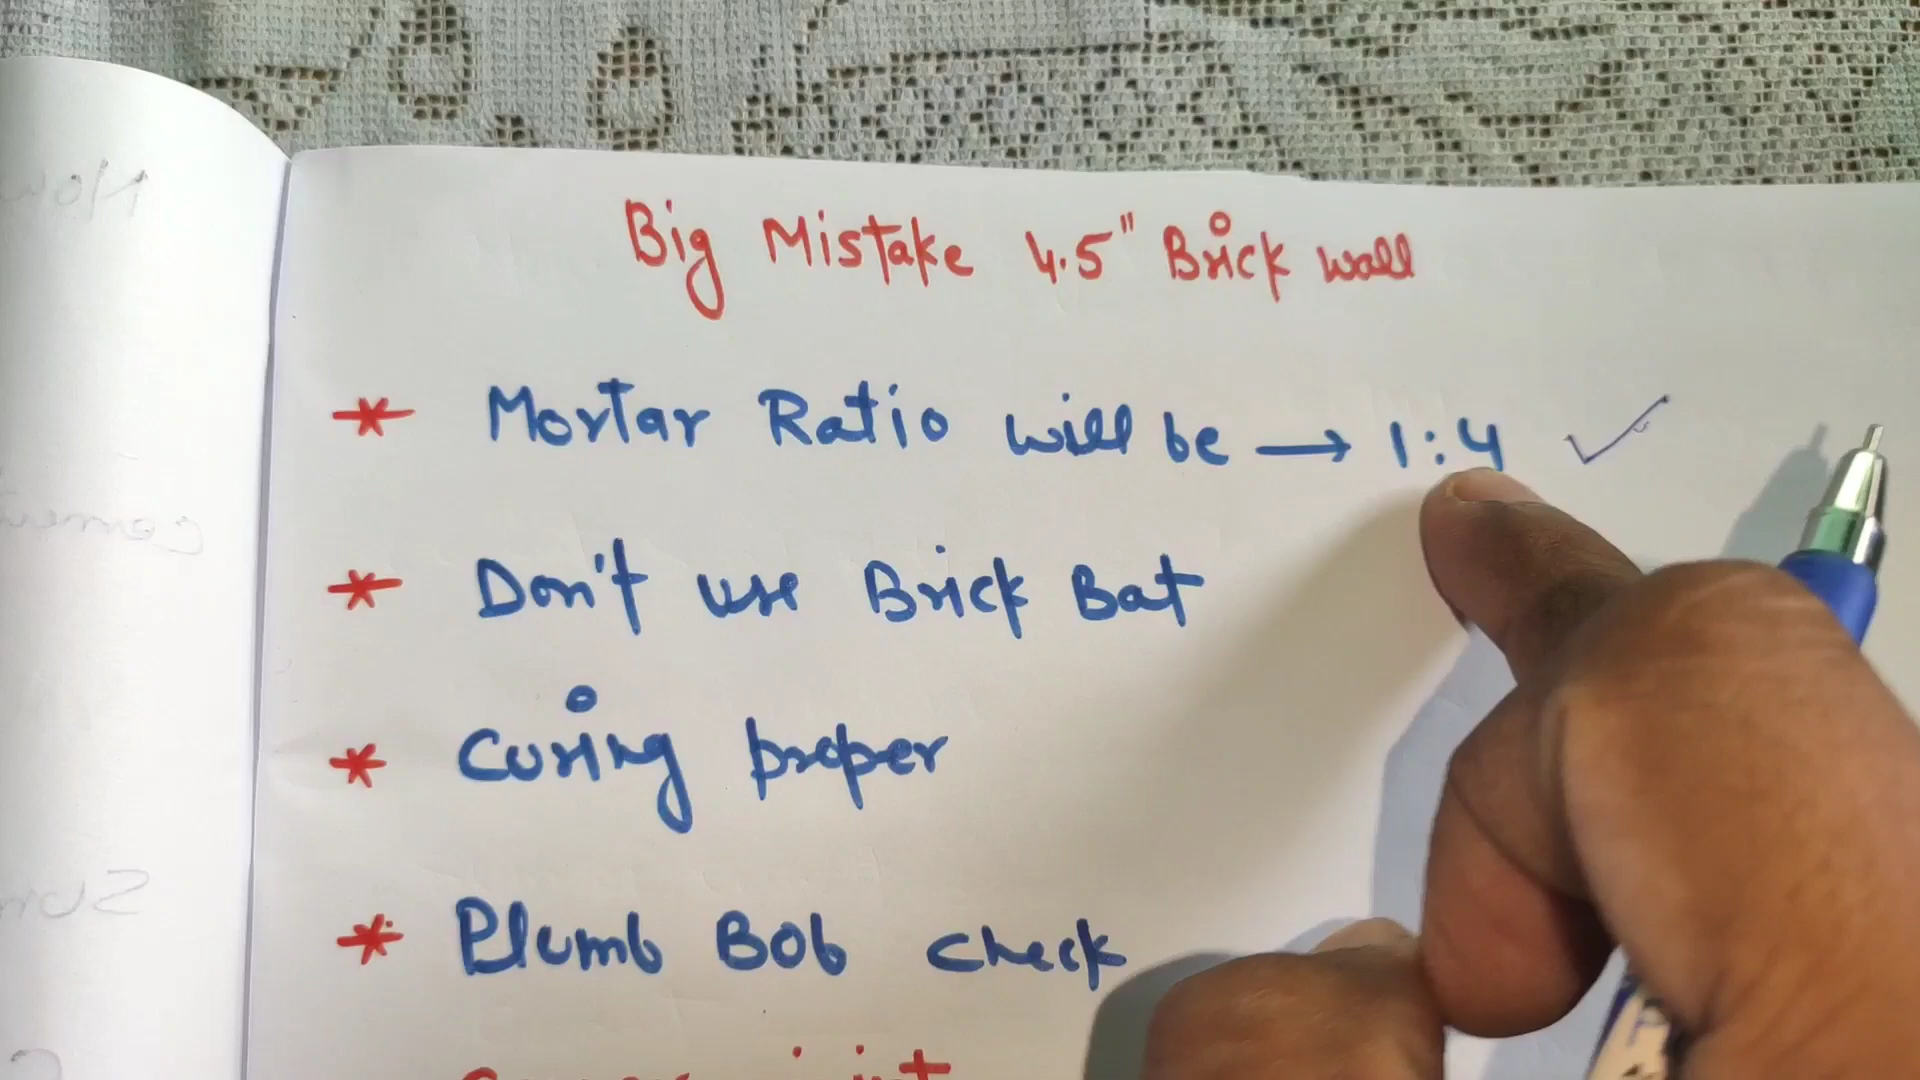 Big Mistake 4.5" Brick wall
* Mortar Ratio will be → 1:4 ✓
* Don't use Brick Bat
* Curing proper
* Plumb Bob check